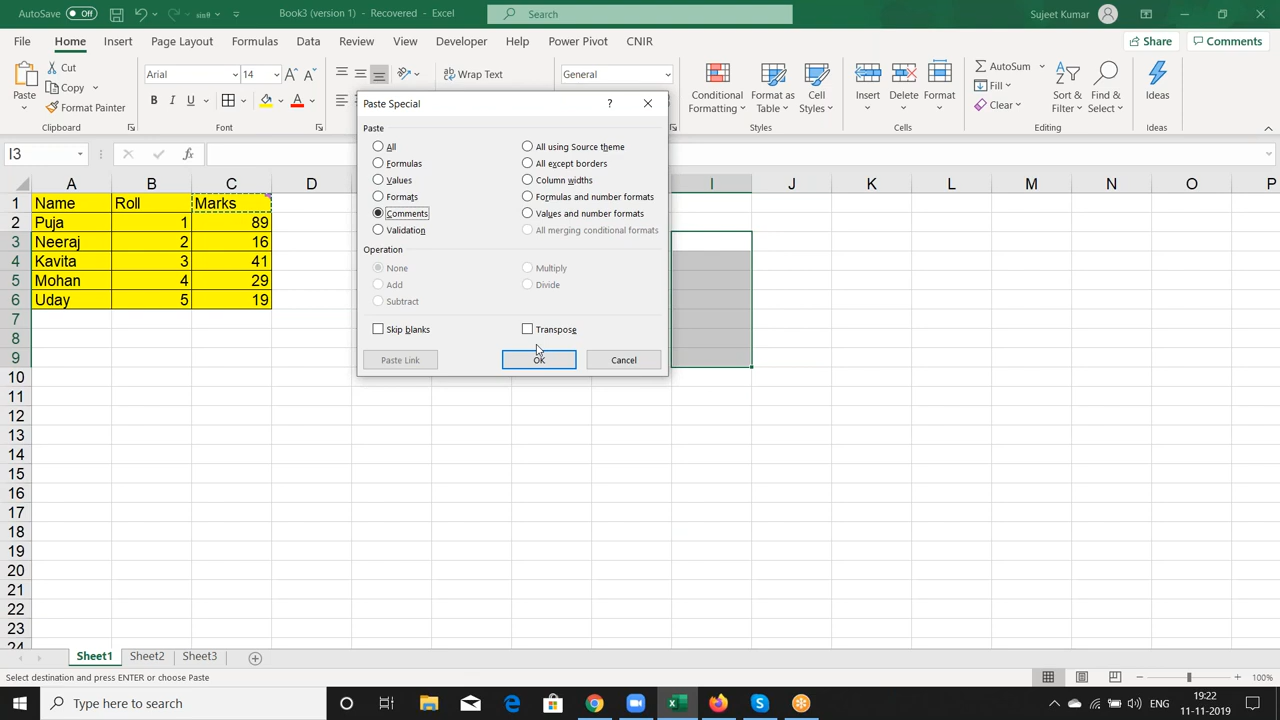 AutoSave Off sinθ Book3 (version 1) - Recovered - Excel Search Sujeet Kumar
File Home Insert Page Layout Formulas Data Review View Developer Help Power Pivot CNIR Share Comments
Paste Cut Copy Format Painter Clipboard
Arial 14 A A B I U A Font
Wrap Text General
Conditional Formatting Format as Table Cell Styles Styles
Insert Delete Format Cells
AutoSum Fill Clear Sort & Filter Find & Select Editing
Ideas Ideas
I3 fx
Paste Special ?
Paste
All All using Source theme
Formulas All except borders
Values Column widths
Formats Formulas and number formats
Comments Values and number formats
Validation All merging conditional formats
Operation
None Multiply
Add Divide
Subtract
Skip blanks Transpose
Paste Link OK Cancel
A B C D I J K L M N O P
1 Name Roll Marks
2 Puja 1 89
3 Neeraj 2 16
4 Kavita 3 41
5 Mohan 4 29
6 Uday 5 19
7
8
9
10
11
12
13
14
15
16
17
18
19
20
21
22
23
24
Sheet1 Sheet2 Sheet3
Select destination and press ENTER or choose Paste 100%
Type here to search ENG 19:22
11-11-2019